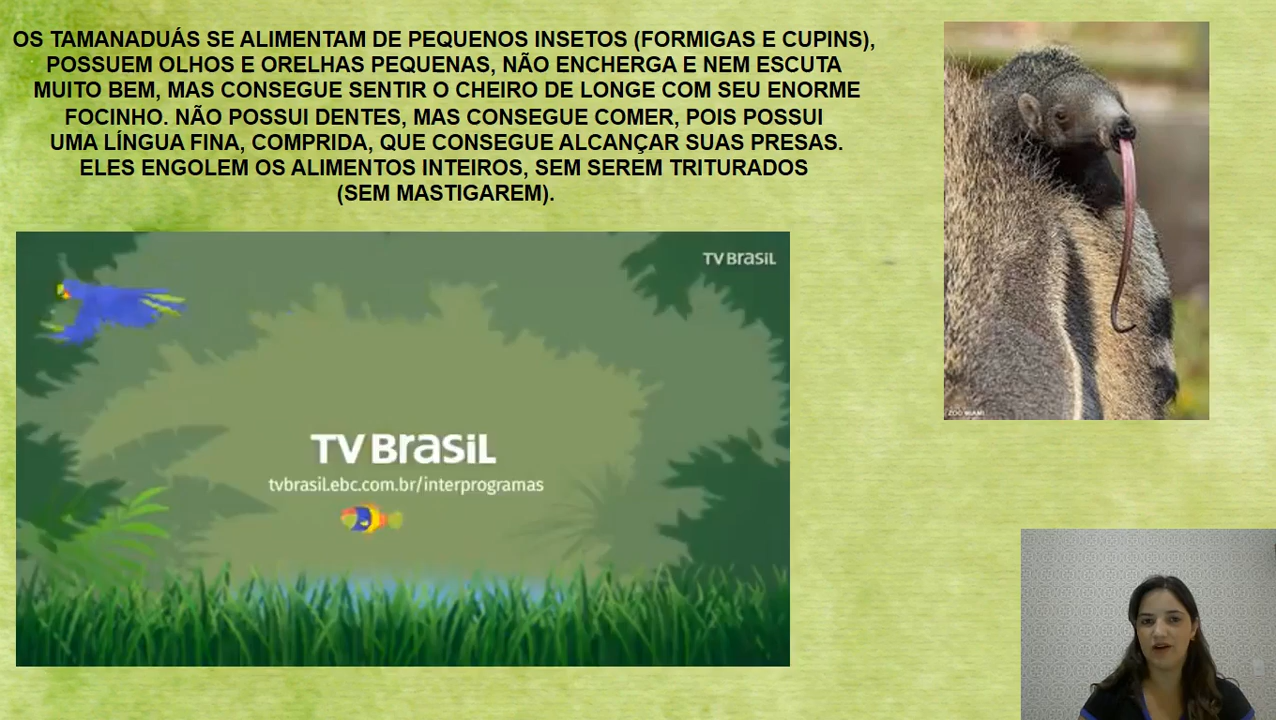 OS TAMANADUÁS SE ALIMENTAM DE PEQUENOS INSETOS (FORMIGAS E CUPINS),
POSSUEM OLHOS E ORELHAS PEQUENAS, NÃO ENCHERGA E NEM ESCUTA
MUITO BEM, MAS CONSEGUE SENTIR O CHEIRO DE LONGE COM SEU ENORME
FOCINHO. NÃO POSSUI DENTES, MAS CONSEGUE COMER, POIS POSSUI
UMA LÍNGUA FINA, COMPRIDA, QUE CONSEGUE ALCANÇAR SUAS PRESAS.
ELES ENGOLEM OS ALIMENTOS INTEIROS, SEM SEREM TRITURADOS
(SEM MASTIGAREM).
TV BRASIL
TV BRASIL
tvbrasil.ebc.com.br/interprogramas
ZOO MIAMI